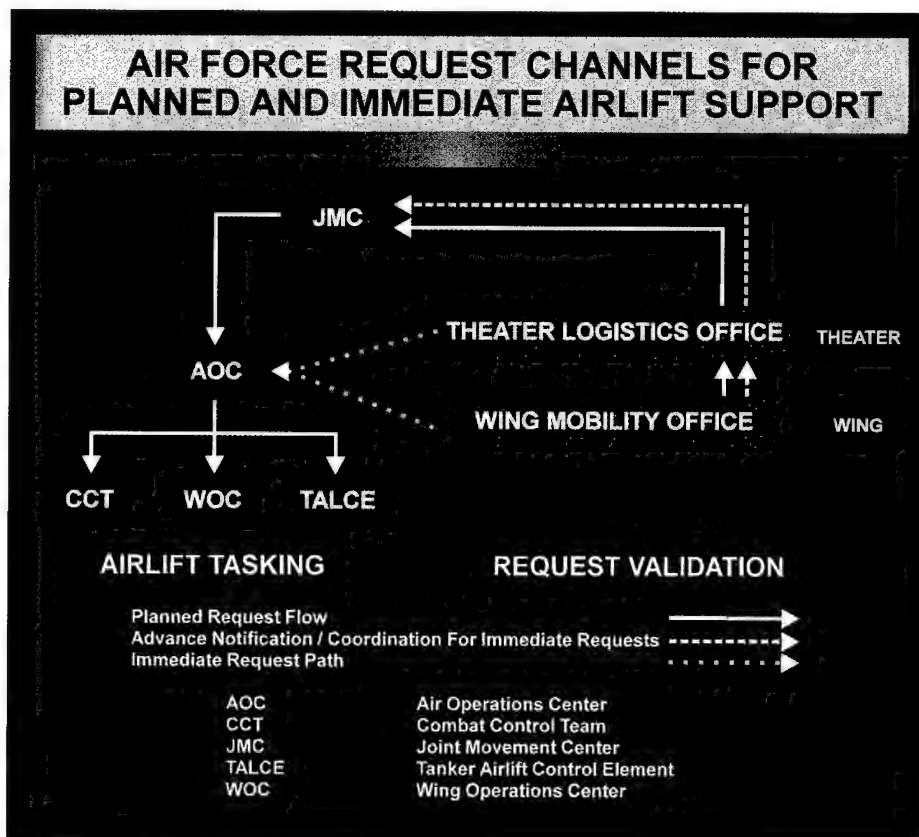 AIR FORCE REQUEST CHANNELS FOR
PLANNED AND IMMEDIATE AIRLIFT SUPPORT
JMC
THEATER LOGISTICS OFFICE THEATER
AOC
WING MOBILITY OFFICE WING
CCT WOC TALCE
AIRLIFT TASKING REQUEST VALIDATION
Planned Request Flow
Advance Notification / Coordination For Immediate Requests
Immediate Request Path
AOC Air Operations Center
CCT Combat Control Team
JMC Joint Movement Center
TALCE Tanker Airlift Control Element
WOC Wing Operations Center